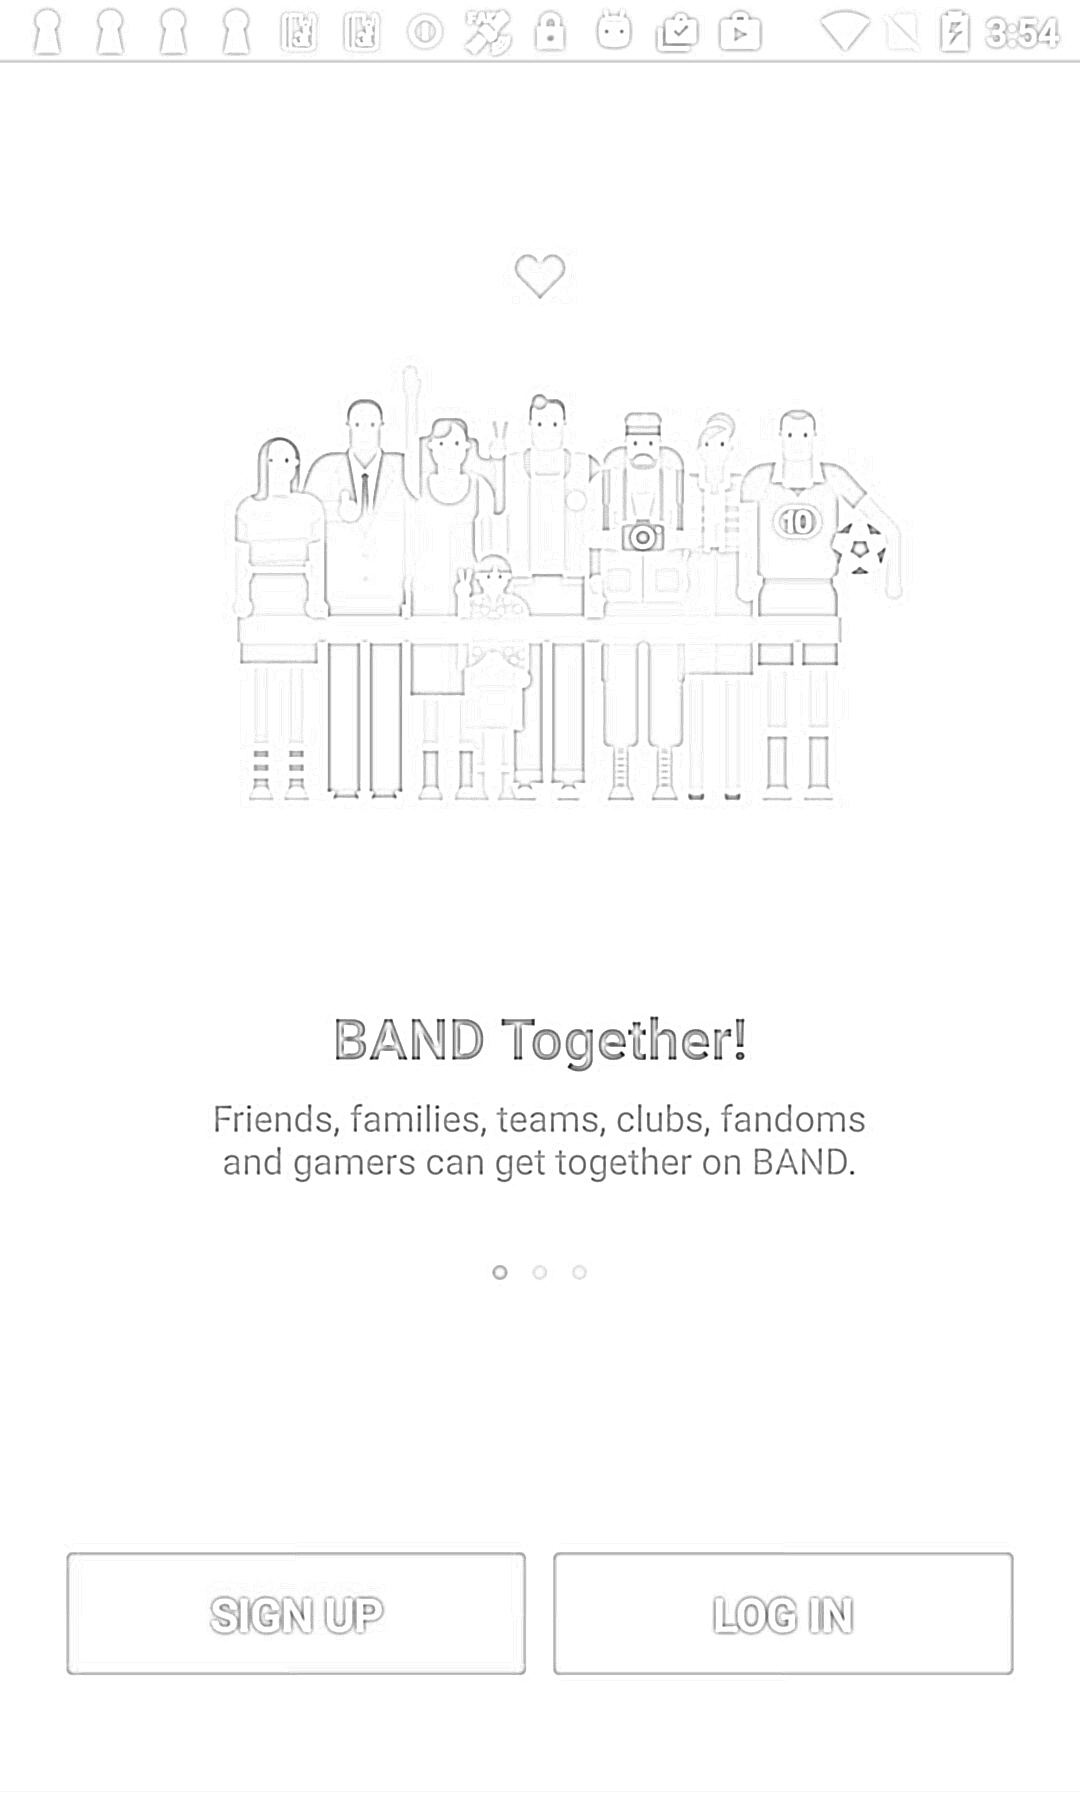 3:54
10
BAND Together!
Friends, families, teams, clubs, fandoms
and gamers can get together on BAND.
SIGN UP
LOG IN